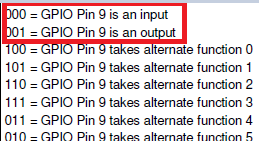 000 = GPIO Pin 9 is an input
001 = GPIO Pin 9 is an output
100 = GPIO Pin 9 takes alternate function 0
101 = GPIO Pin 9 takes alternate function 1
110 = GPIO Pin 9 takes alternate function 2
111 = GPIO Pin 9 takes alternate function 3
011 = GPIO Pin 9 takes alternate function 4
010 = GPIO Pin 9 takes alternate function 5